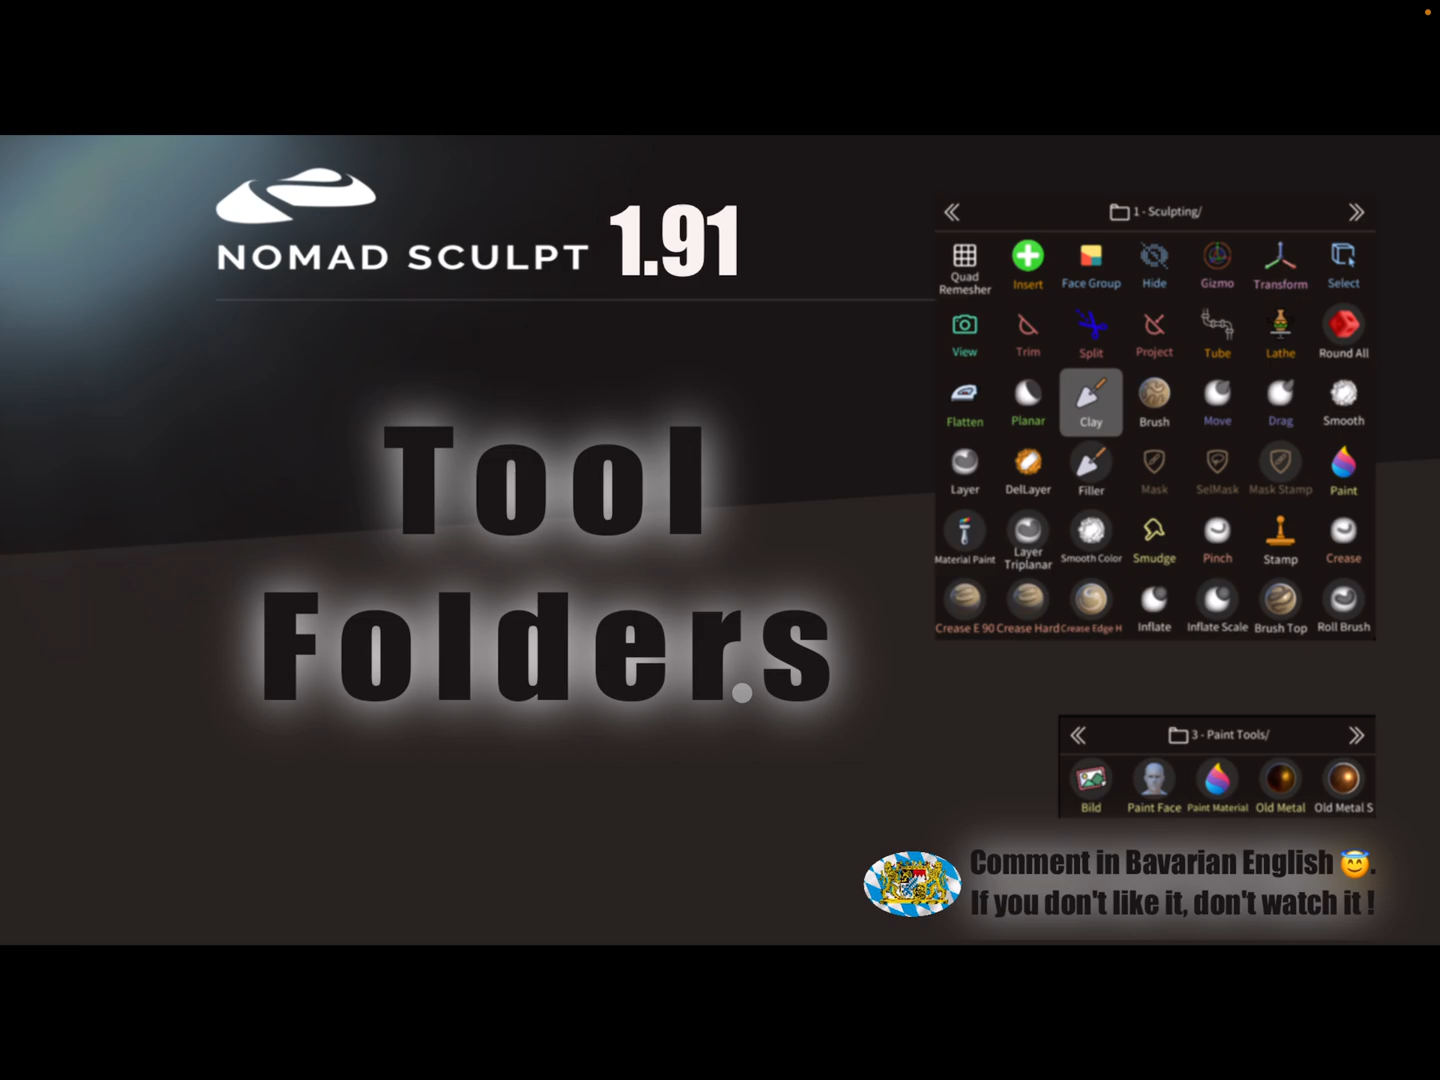 NOMAD SCULPT 1.91
Tool
Folders
1 - Sculpting/
Quad Remesher Insert Face Group Hide Gizmo Transform Select
View Trim Split Project Tube Lathe Round All
Flatten Planar Clay Brush Move Drag Smooth
Layer DelLayer Filler Mask SelMask Mask Stamp Paint
Material Paint Layer Triplanar Smooth Color Smudge Pinch Stamp Crease
Crease E 90 Crease Hard Crease Edge H Inflate Inflate Scale Brush Top Roll Brush
3 - Paint Tools/
Bild Paint Face Paint Material Old Metal Old Metal S
Comment in Bavarian English 😇.
If you don't like it, don't watch it !